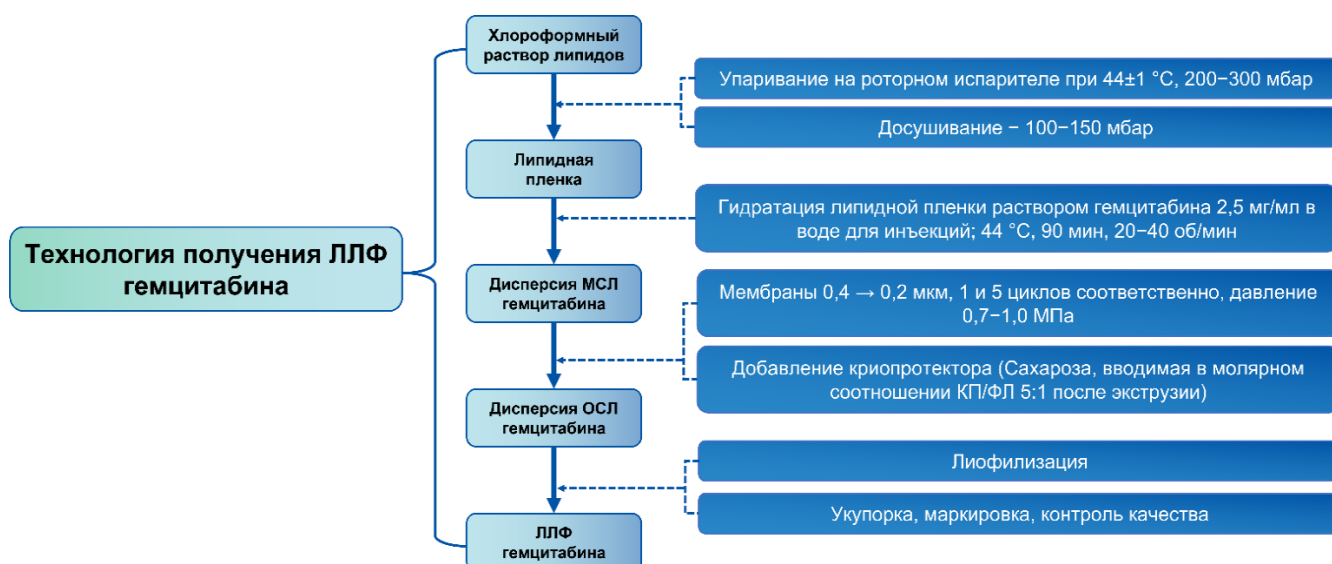 Хлороформный
раствор липидов
Упаривание на роторном испарителе при 44±1 °C, 200−300 мбар
Досушивание − 100−150 мбар
Липидная
пленка
Гидратация липидной пленки раствором гемцитабина 2,5 мг/мл в
воде для инъекций; 44 °C, 90 мин, 20−40 об/мин
Технология получения ЛЛФ
гемцитабина
Дисперсия МСЛ
гемцитабина
Мембраны 0,4 → 0,2 мкм, 1 и 5 циклов соответственно, давление
0,7−1,0 МПа
Добавление криопротектора (Сахароза, вводимая в молярном
соотношении КП/ФЛ 5:1 после экструзии)
Дисперсия ОСЛ
гемцитабина
Лиофилизация
Укупорка, маркировка, контроль качества
ЛЛФ
гемцитабина